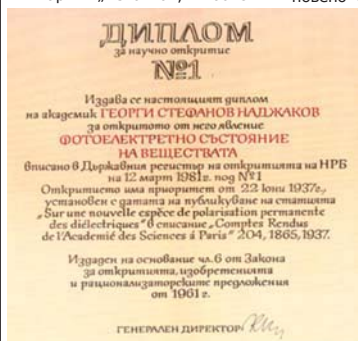 ДИПЛОМ
за научно откритие
№1
Издава се настоящият диплом
на академик ГЕОРГИ СТЕФАНОВ НАДЖАКОВ
за откритото от него явление
ФОТОЕЛЕКТРЕТНО СЪСТОЯНИЕ
НА ВЕЩЕСТВАТА
вписано в Държавния регистър на откритията на НРБ
на 12 март 1981г. под №1
Откритието има приоритет от 22 Юни 1937г.,
установен с датата на публикуване на статията
„Sur une nouvelle espèce de polarisation permanente
des diélectriques" в списание „Comptes Rendus
de l'Academié des Sciences á Paris" 204, 1865, 1937.
Издаден на основание чл.6 от Закона
за откритията, изобретенията
и рационализаторските предложения
от 1961г.
ГЕНЕРАЛЕН ДИРЕКТОР